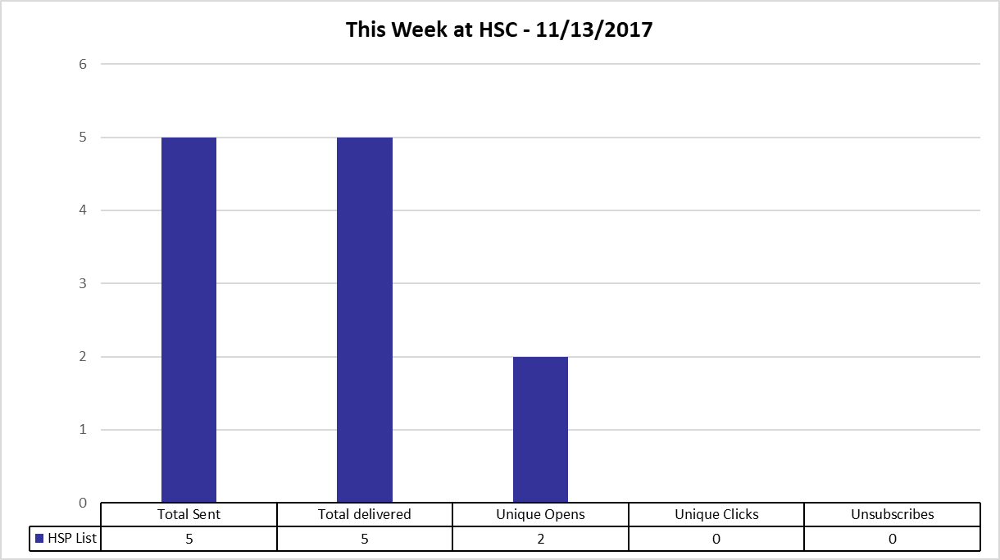 This Week at HSC - 11/13/2017
6
5
4
3
2
1
0
Total Sent Total delivered Unique Opens Unique Clicks Unsubscribes
HSP List 5 5 2 0 0